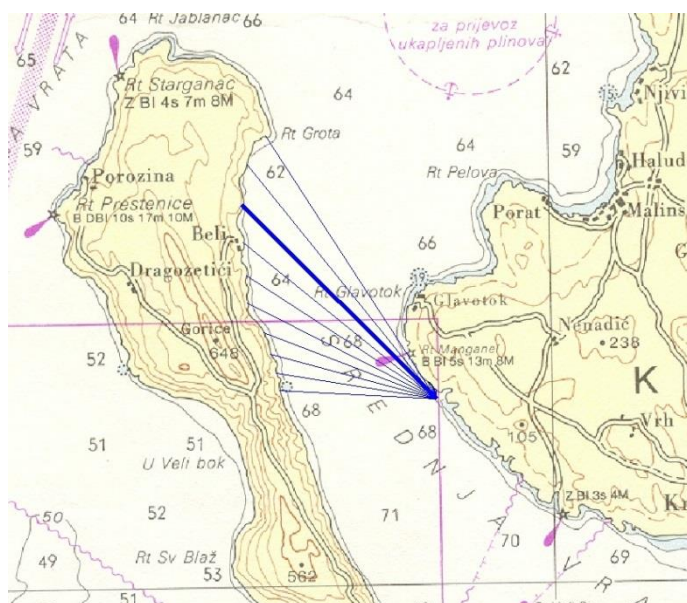 64 Rt Jablanac
66
za prijevoz
ukapljenih plinova
65
62
Rt Starganac
Z Bl 4s 7m 8M
64
Njivi
A VRATA
Rt Grota
64
59
59
62
Halud
Porozina
Rt Pelova
Rt Prestenice
B DBl 10s 17m 10M
Porat
Malins
Beli
66
Dragozetići
64
Rt Glavotok
Glavotok
Gorice
68
Nenadić
52
648
Rt Manganel
B Bl 5s 13m 8M
238
K
68
68
105
Vrh
51
51
SREDNJA VR
U Veli bok
Z Bl 3s 4M
50
52
71
70
49
Rt Sv Blaž
69
53
562
51